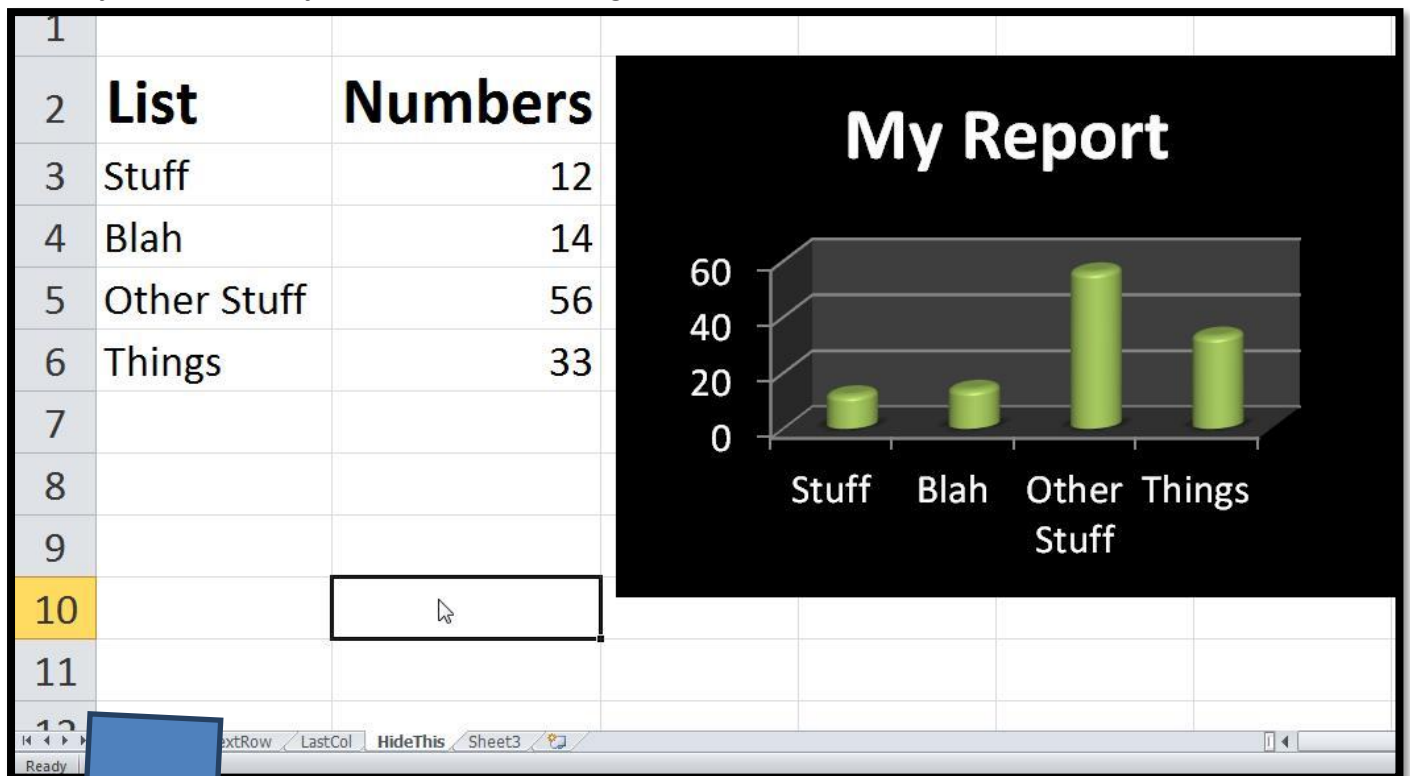 1
2 List Numbers
3 Stuff 12
4 Blah 14
5 Other Stuff 56
6 Things 33
7
8
9
10
11
My Report
60
40
20
0
Stuff Blah Other Stuff Things
LastCol HideThis Sheet3
Ready